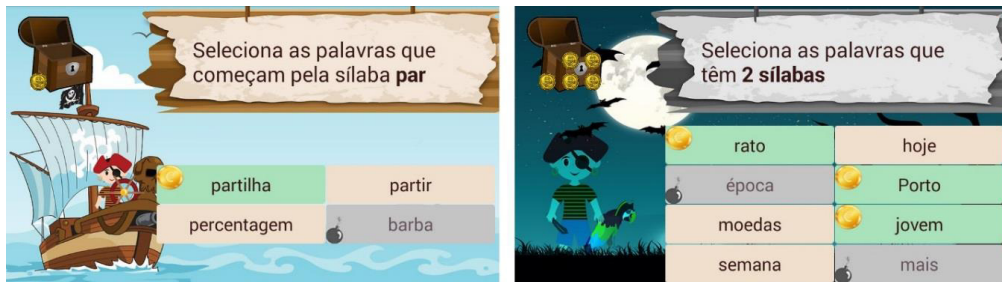 Seleciona as palavras que
começam pela sílaba par
partilha
partir
percentagem
barba
Seleciona as palavras que
têm 2 sílabas
rato
hoje
época
Porto
moedas
jovem
semana
mais